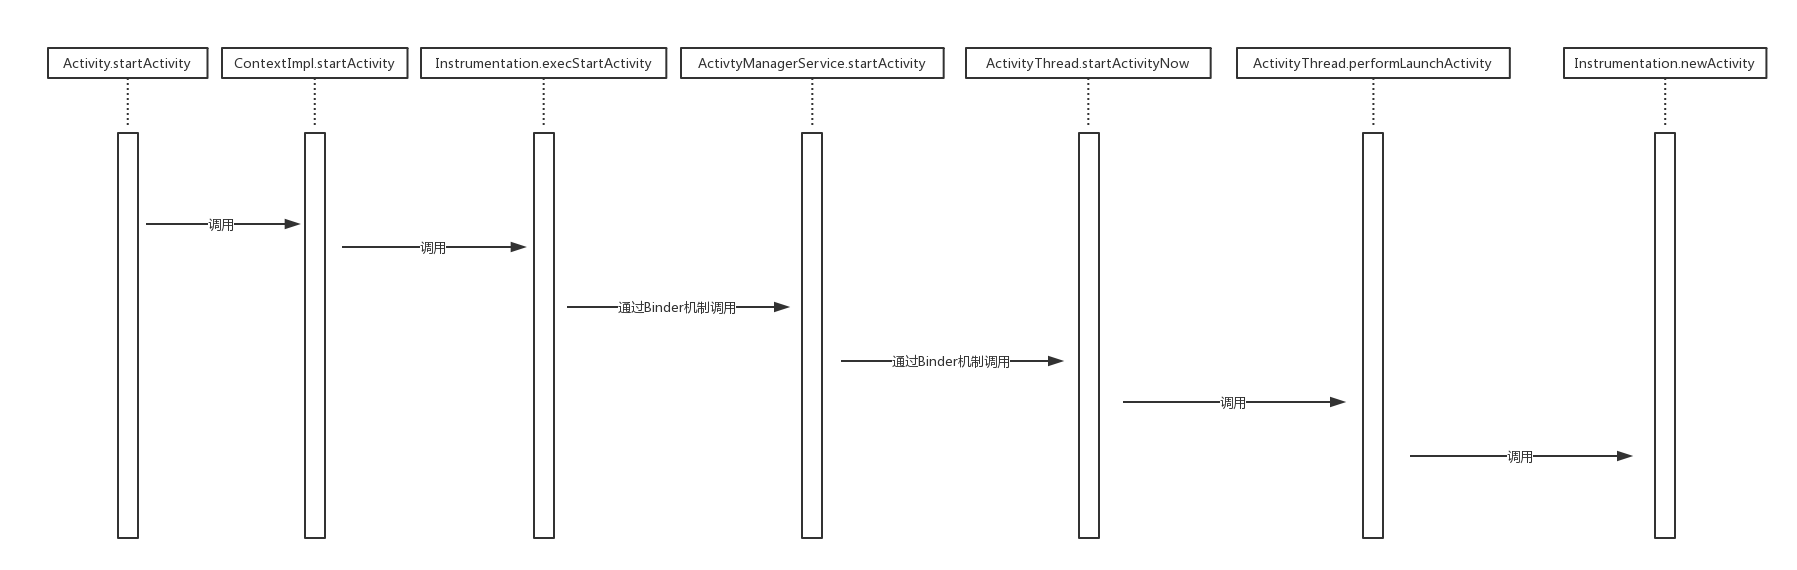 Activity.startActivity
ContextImpl.startActivity
Instrumentation.execStartActivity
ActivtyManagerService.startActivity
ActivityThread.startActivityNow
ActivityThread.performLaunchActivity
Instrumentation.newActivity
调用
调用
通过Binder机制调用
通过Binder机制调用
调用
调用